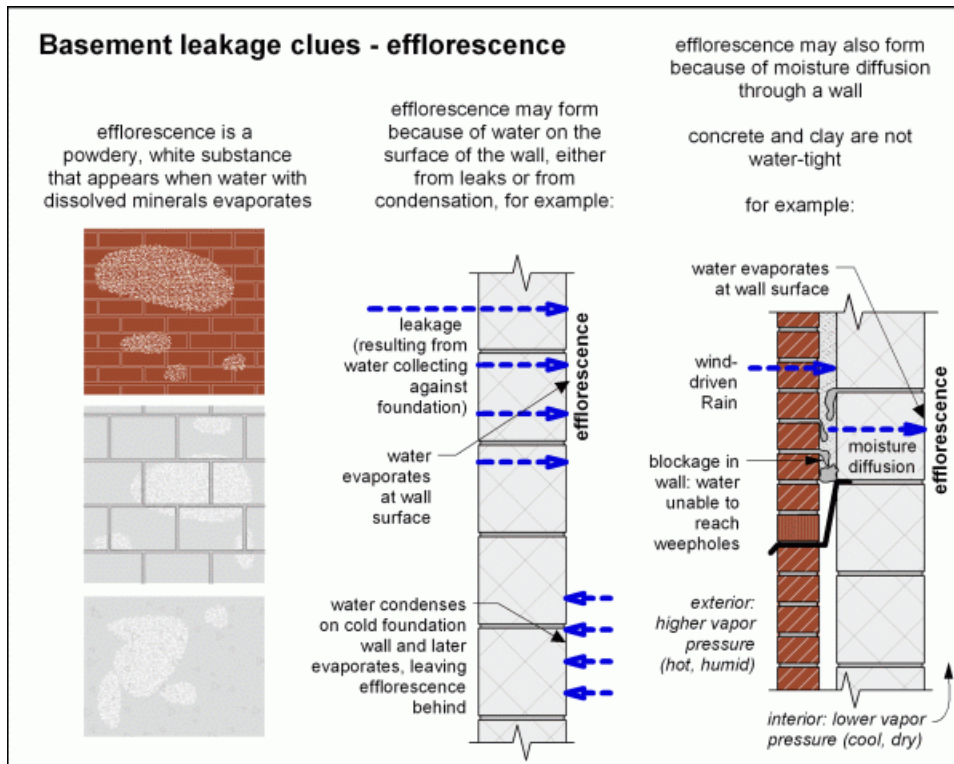 Basement leakage clues - efflorescence
efflorescence is a
powdery, white substance
that appears when water with
dissolved minerals evaporates
efflorescence may form
because of water on the
surface of the wall, either
from leaks or from
condensation, for example:
leakage
(resulting from
water collecting
against
foundation)
efflorescence
water
evaporates
at wall
surface
water condenses
on cold foundation
wall and later
evaporates, leaving
efflorescence
behind
efflorescence may also form
because of moisture diffusion
through a wall
concrete and clay are not
water-tight
for example:
water evaporates
at wall surface
wind-
driven
Rain
efflorescence
moisture
diffusion
blockage in
wall: water
unable to
reach
weepholes
exterior:
higher vapor
pressure
(hot, humid)
interior: lower vapor
pressure (cool, dry)